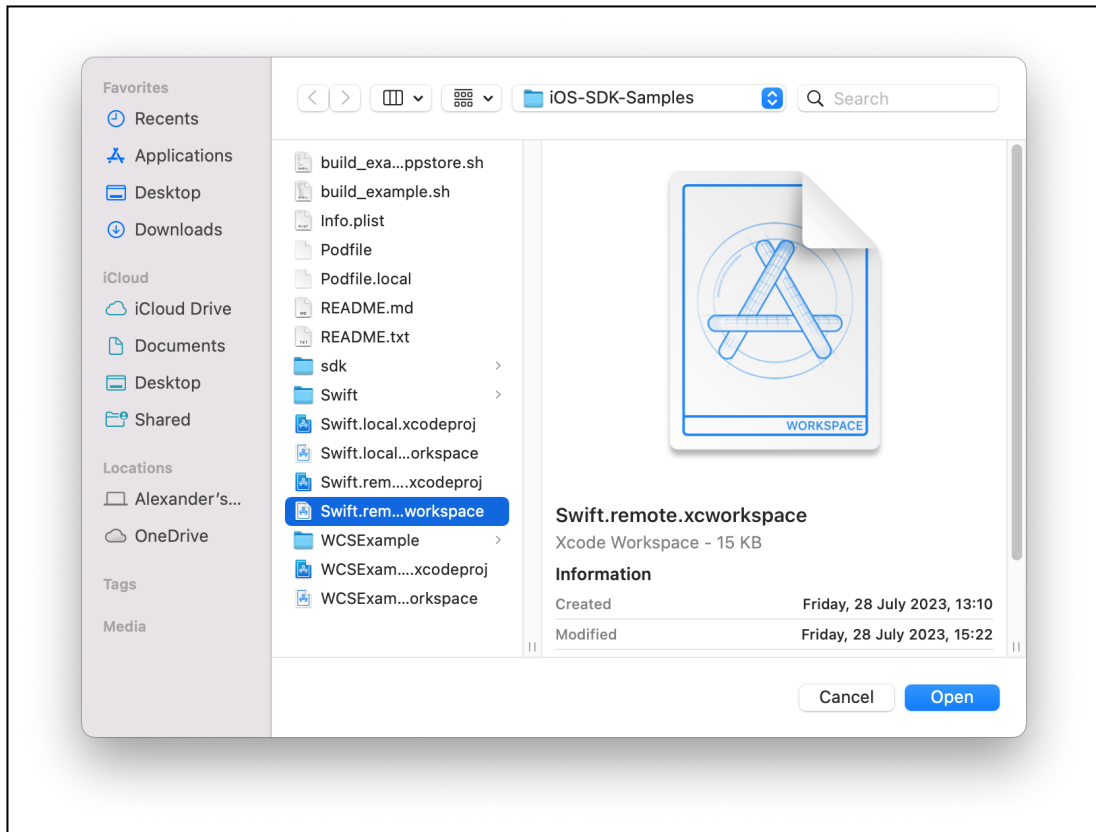 Favorites
Recents
Applications
Desktop
Downloads
iCloud
iCloud Drive
Documents
Desktop
Shared
Locations
Alexander's...
OneDrive
Tags
Media
iOS-SDK-Samples
Search
build_exa...ppstore.sh
build_example.sh
Info.plist
Podfile
Podfile.local
README.md
README.txt
sdk
Swift
Swift.local.xcodeproj
Swift.local...orkspace
Swift.rem....xcodeproj
Swift.rem...workspace
WCSExample
WCSExam....xcodeproj
WCSExam...orkspace
WORKSPACE
Swift.remote.xcworkspace
Xcode Workspace - 15 KB
Information
Created Friday, 28 July 2023, 13:10
Modified Friday, 28 July 2023, 15:22
Cancel Open